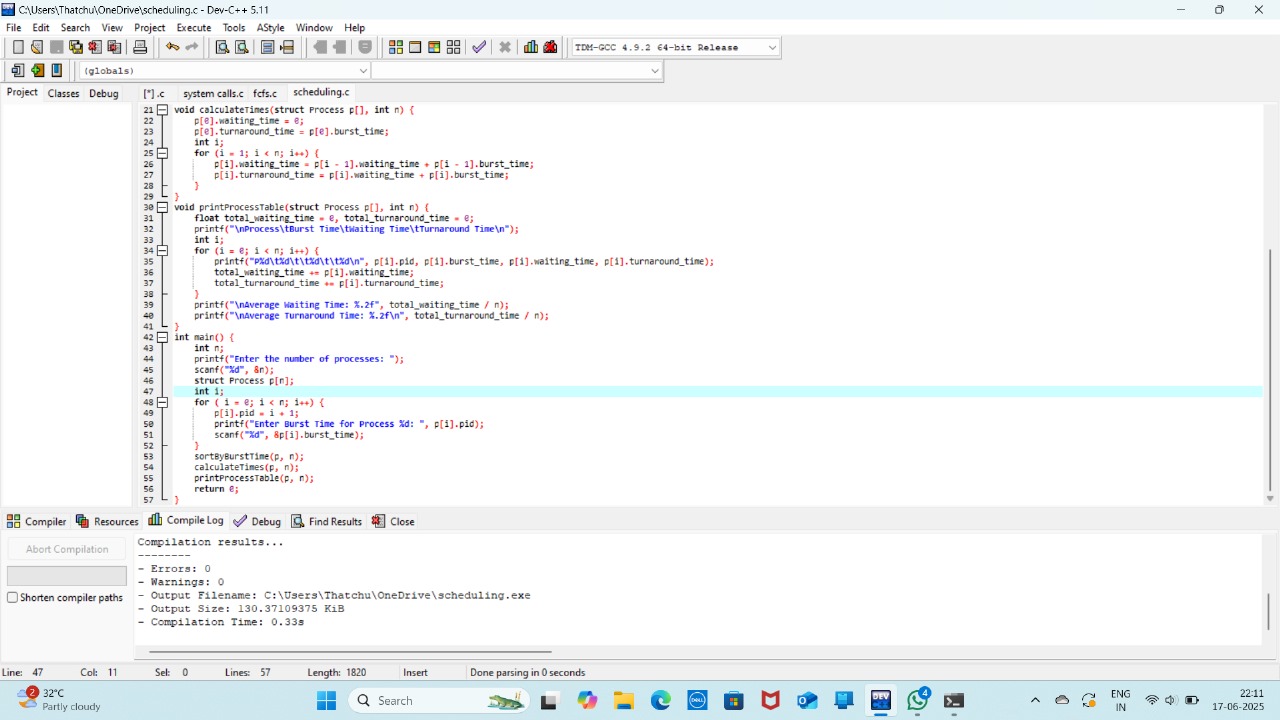 C:\Users\Thatchu\OneDrive\scheduling.c - Dev-C++ 5.11
File Edit Search View Project Execute Tools AStyle Window Help
TDM-GCC 4.9.2 64-bit Release
(globals)
Project Classes Debug [*] .c system calls.c fcfs.c scheduling.c
21 void calculateTimes(struct Process p[], int n) {
22 p[0].waiting_time = 0;
23 p[0].turnaround_time = p[0].burst_time;
24 int i;
25 for (i = 1; i < n; i++) {
26 p[i].waiting_time = p[i - 1].waiting_time + p[i - 1].burst_time;
27 p[i].turnaround_time = p[i].waiting_time + p[i].burst_time;
28 }
29 }
30 void printProcessTable(struct Process p[], int n) {
31 float total_waiting_time = 0, total_turnaround_time = 0;
32 printf("\nProcess\tBurst Time\tWaiting Time\tTurnaround Time\n");
33 int i;
34 for (i = 0; i < n; i++) {
35 printf("P%d\t%d\t\t%d\t\t%d\n", p[i].pid, p[i].burst_time, p[i].waiting_time, p[i].turnaround_time);
36 total_waiting_time += p[i].waiting_time;
37 total_turnaround_time += p[i].turnaround_time;
38 }
39 printf("\nAverage Waiting Time: %.2f", total_waiting_time / n);
40 printf("\nAverage Turnaround Time: %.2f\n", total_turnaround_time / n);
41 }
42 int main() {
43 int n;
44 printf("Enter the number of processes: ");
45 scanf("%d", &n);
46 struct Process p[n];
47 int i;
48 for ( i = 0; i < n; i++) {
49 p[i].pid = i + 1;
50 printf("Enter Burst Time for Process %d: ", p[i].pid);
51 scanf("%d", &p[i].burst_time);
52 }
53 sortByBurstTime(p, n);
54 calculateTimes(p, n);
55 printProcessTable(p, n);
56 return 0;
57 }
Compiler Resources Compile Log Debug Find Results Close
Abort Compilation
Shorten compiler paths
Compilation results...
--------
- Errors: 0
- Warnings: 0
- Output Filename: C:\Users\Thatchu\OneDrive\scheduling.exe
- Output Size: 130.37109375 KiB
- Compilation Time: 0.33s
Line: 47 Col: 11 Sel: 0 Lines: 57 Length: 1820 Insert Done parsing in 0 seconds
2 32°C
Partly cloudy
Search
DELL
DEV
4
ENG
IN
22:11
17-06-2025